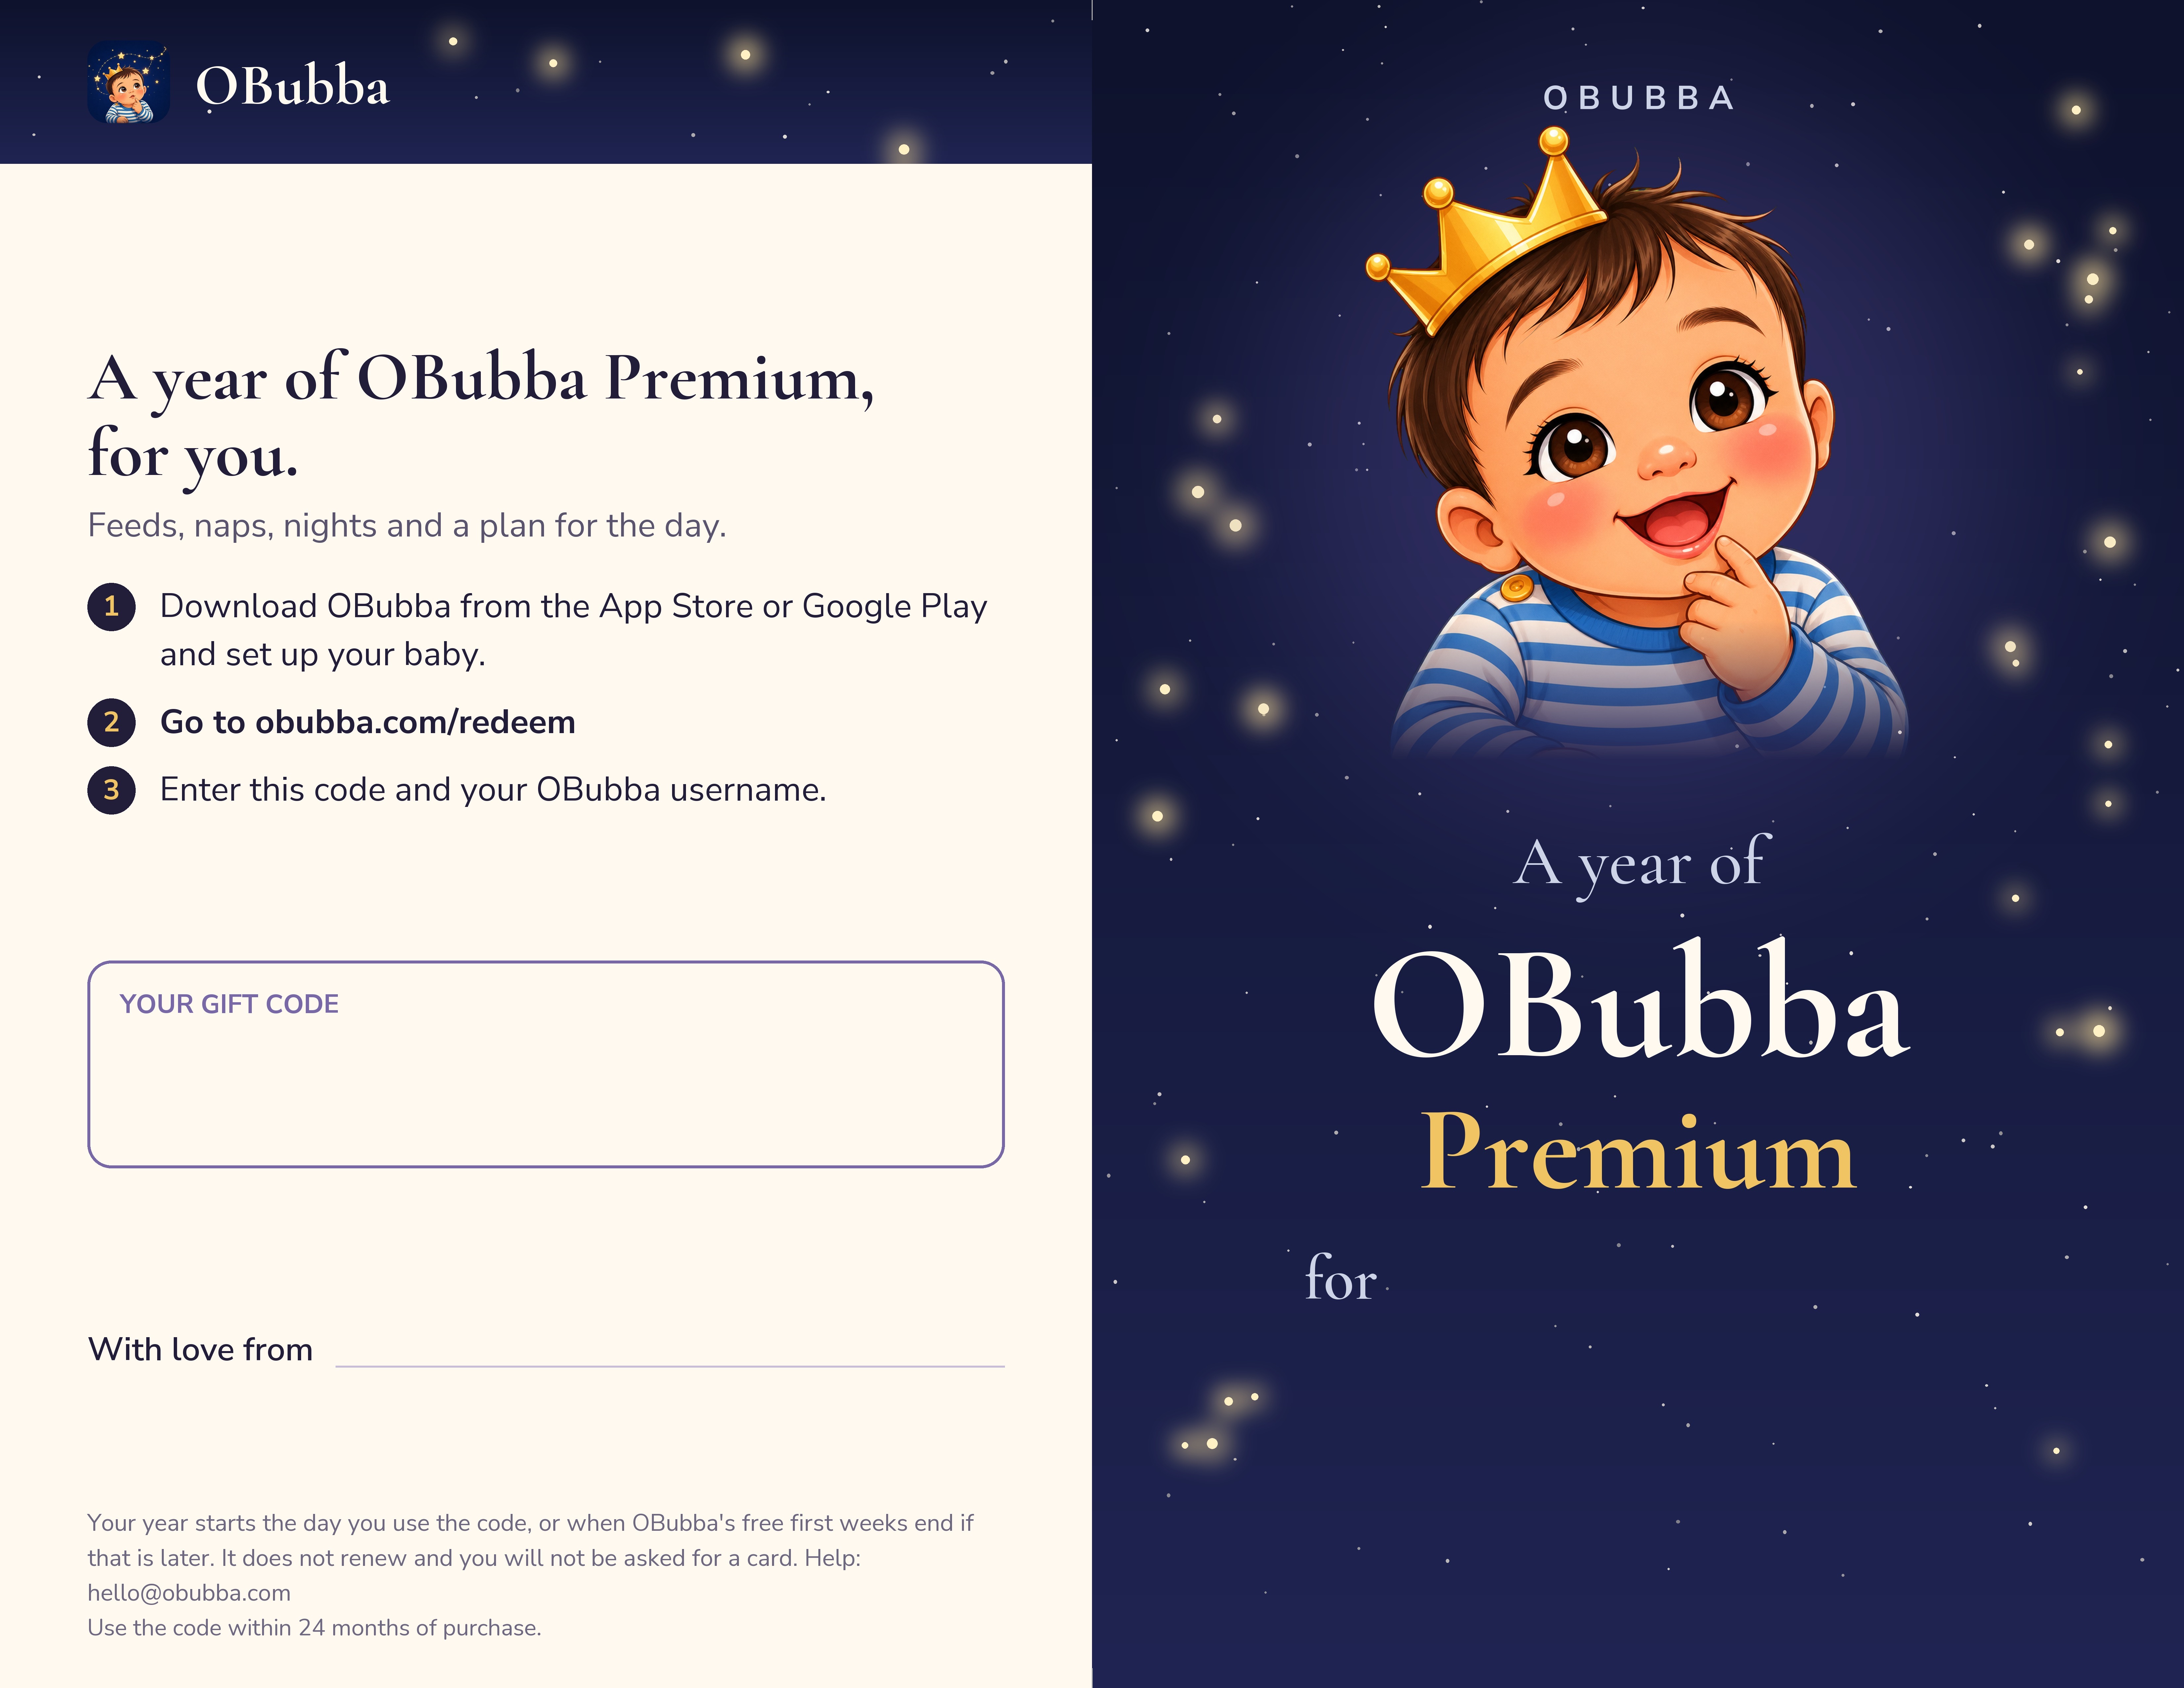 OBubba
A year of OBubba Premium,
for you.
Feeds, naps, nights and a plan for the day.
1 Download OBubba from the App Store or Google Play
and set up your baby.
2 Go to obubba.com/redeem
3 Enter this code and your OBubba username.
YOUR GIFT CODE
With love from
Your year starts the day you use the code, or when OBubba's free first weeks end if
that is later. It does not renew and you will not be asked for a card. Help:
hello@obubba.com
Use the code within 24 months of purchase.
OBUBBA
A year of
OBubba
Premium
for